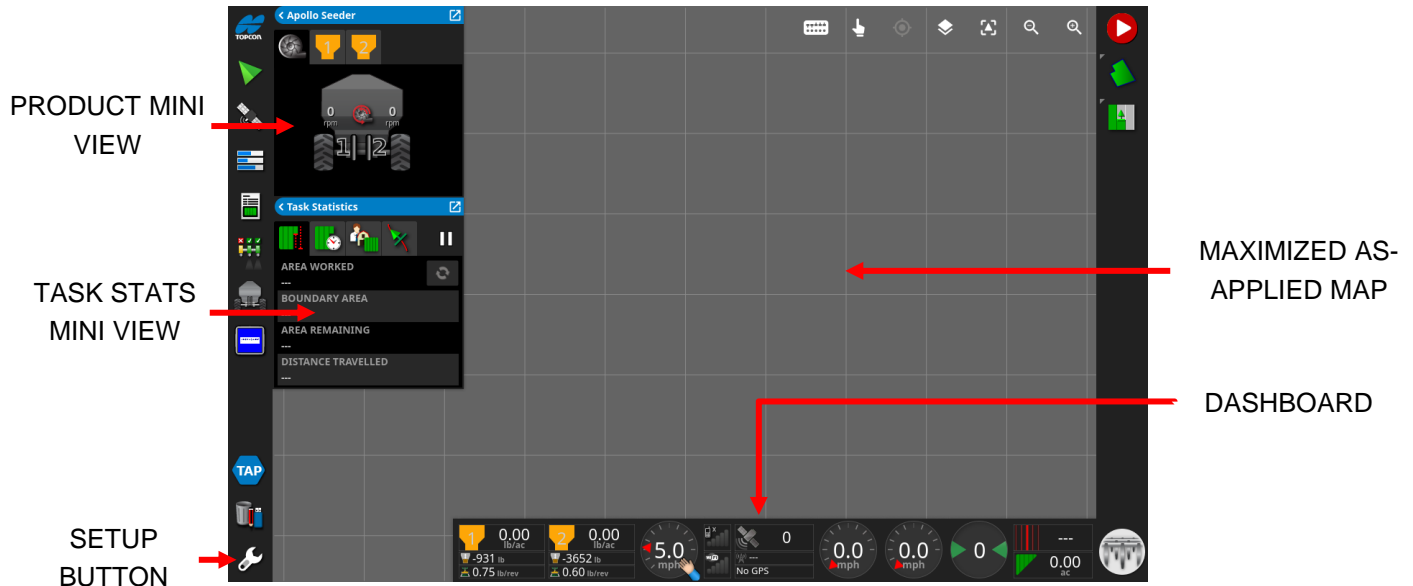 PRODUCT MINI
VIEW
TASK STATS
MINI VIEW
SETUP
BUTTON
TOPCON
TAP
Apollo Seeder
1 2
0 0
rpm rpm
1 2
Task Statistics
AREA WORKED
---
BOUNDARY AREA
AREA REMAINING
---
DISTANCE TRAVELLED
---
1 0.00
lb/ac
-931 lb
0.75 lb/rev
2 0.00
lb/ac
-3652 lb
0.60 lb/rev
5.0
mph
0
---
No GPS
0.0
mph
0.0
mph
0
---
0.00
ac
MAXIMIZED AS-
APPLIED MAP
DASHBOARD